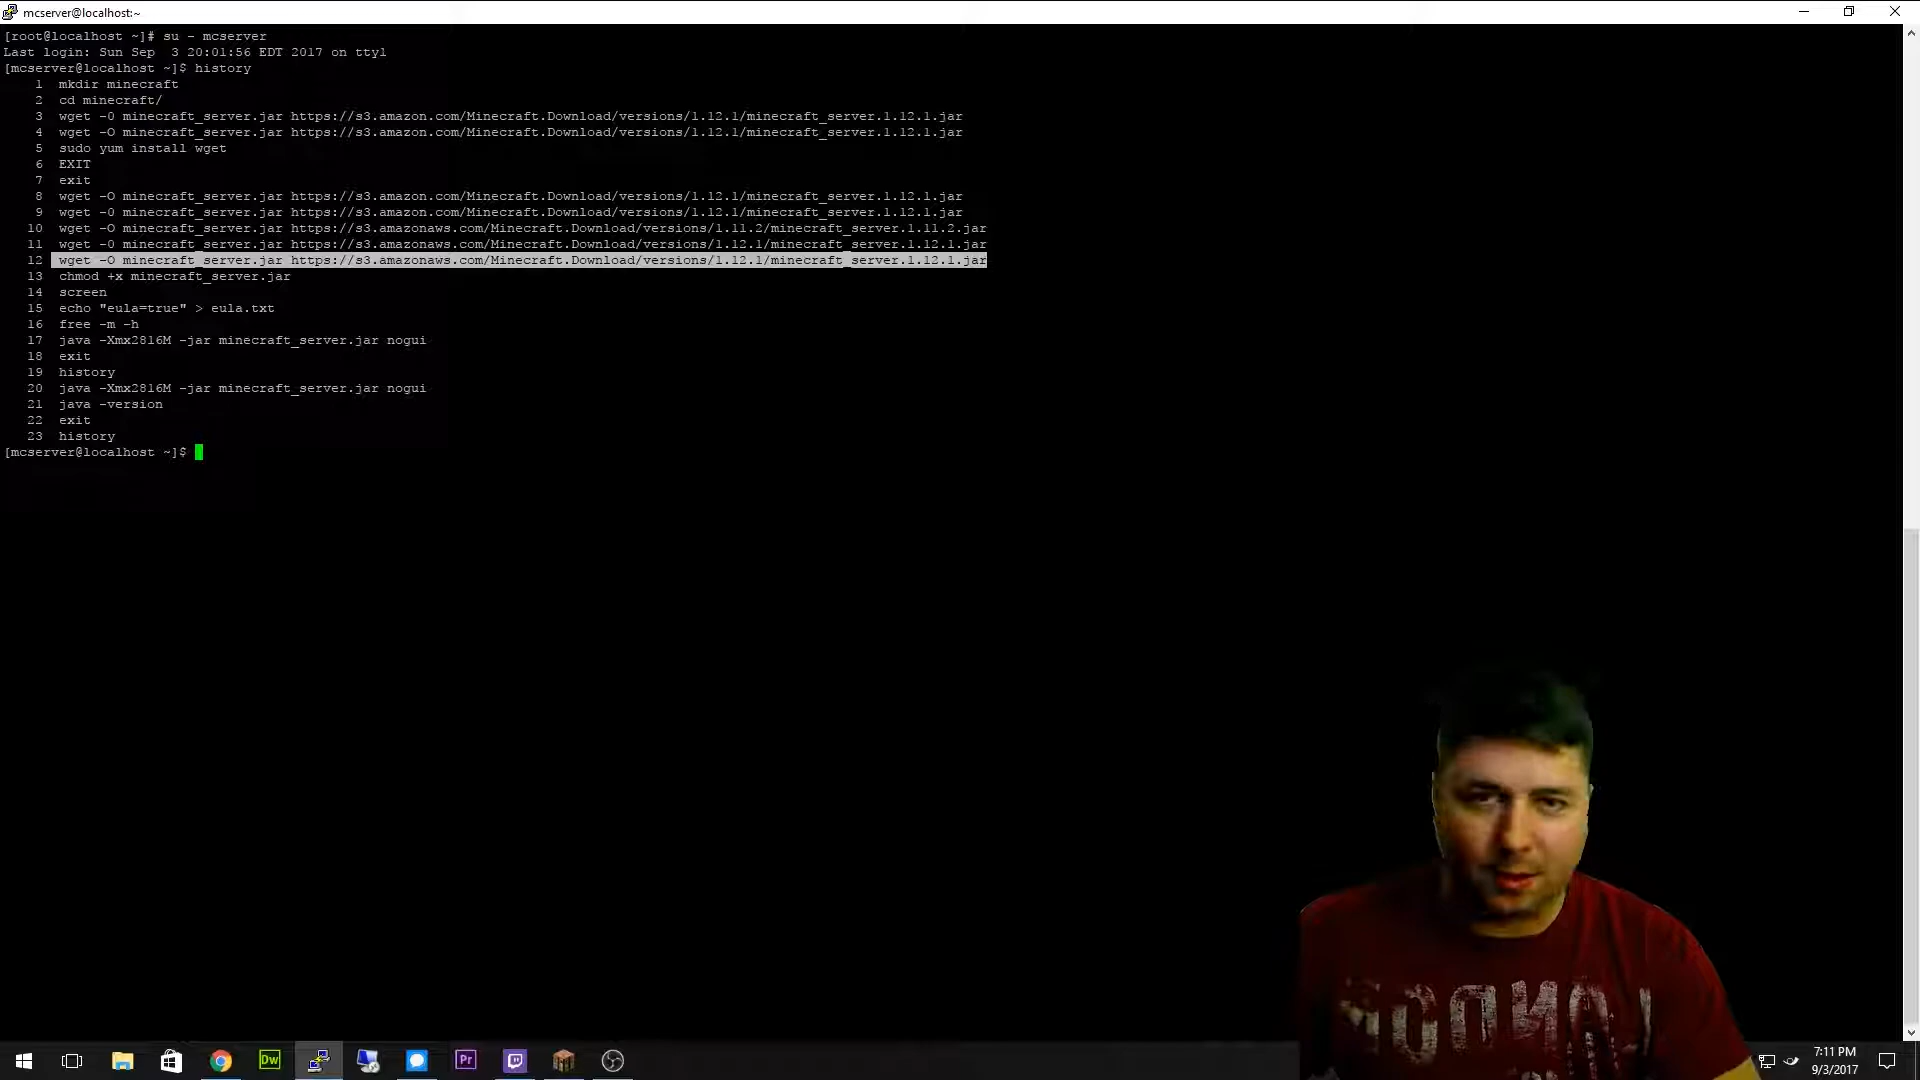 mcserver@localhost:~
[root@localhost ~]# su - mcserver
Last login: Sun Sep  3 20:01:56 EDT 2017 on tty1
[mcserver@localhost ~]$ history
1  mkdir minecraft
2  cd minecraft/
3  wget -0 minecraft_server.jar https://s3.amazon.com/Minecraft.Download/versions/1.12.1/minecraft_server.1.12.1.jar
4  wget -O minecraft_server.jar https://s3.amazon.com/Minecraft.Download/versions/1.12.1/minecraft_server.1.12.1.jar
5  sudo yum install wget
6  EXIT
7  exit
8  wget -O minecraft_server.jar https://s3.amazon.com/Minecraft.Download/versions/1.12.1/minecraft_server.1.12.1.jar
9  wget -0 minecraft_server.jar https://s3.amazon.com/Minecraft.Download/versions/1.12.1/minecraft_server.1.12.1.jar
10  wget -O minecraft_server.jar https://s3.amazonaws.com/Minecraft.Download/versions/1.11.2/minecraft_server.1.11.2.jar
11  wget -0 minecraft_server.jar https://s3.amazonaws.com/Minecraft.Download/versions/1.12.1/minecraft_server.1.12.1.jar
12  wget -O minecraft_server.jar https://s3.amazonaws.com/Minecraft.Download/versions/1.12.1/minecraft_server.1.12.1.jar
13  chmod +x minecraft_server.jar
14  screen
15  echo "eula=true" > eula.txt
16  free -m -h
17  java -Xmx2816M -jar minecraft_server.jar nogui
18  exit
19  history
20  java -Xmx2816M -jar minecraft_server.jar nogui
21  java -version
22  exit
23  history
[mcserver@localhost ~]$
Dw
Pr
7:11 PM
9/3/2017